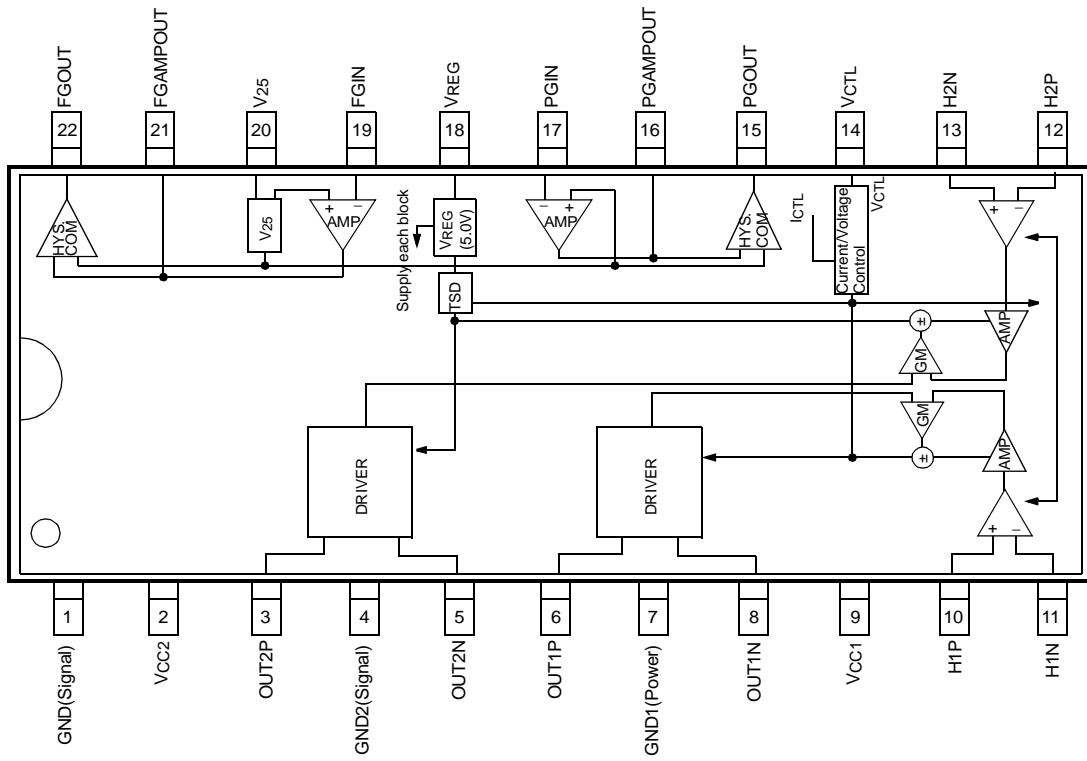 FGOUT
FGAMPOUT
V25
FGIN
VREG
PGIN
PGAMPOUT
PGOUT
VCTL
H2N
H2P
22
21
20
19
18
17
16
15
14
13
12
HYS.
COM
V25
+
−
AMP
Supply each block
VREG
(5.0V)
TSD
−
+
AMP
HYS.
COM
ICTL
VCTL
Current/Voltage
Control
+
−
AMP
±
GM
GM
±
AMP
+
−
DRIVER
DRIVER
1
2
3
4
5
6
7
8
9
10
11
GND(Signal)
VCC2
OUT2P
GND2(Signal)
OUT2N
OUT1P
GND1(Power)
OUT1N
VCC1
H1P
H1N